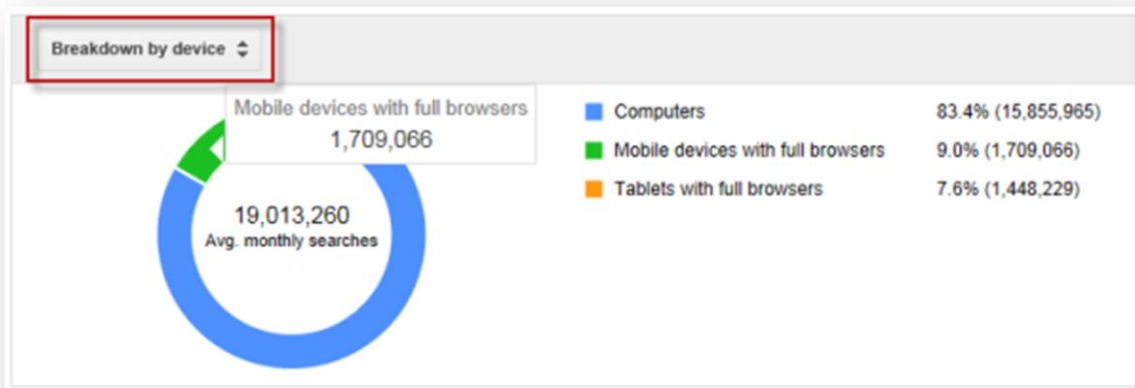 Breakdown by device
Mobile devices with full browsers
1,709,066
19,013,260
Avg. monthly searches
Computers 83.4% (15,855,965)
Mobile devices with full browsers 9.0% (1,709,066)
Tablets with full browsers 7.6% (1,448,229)